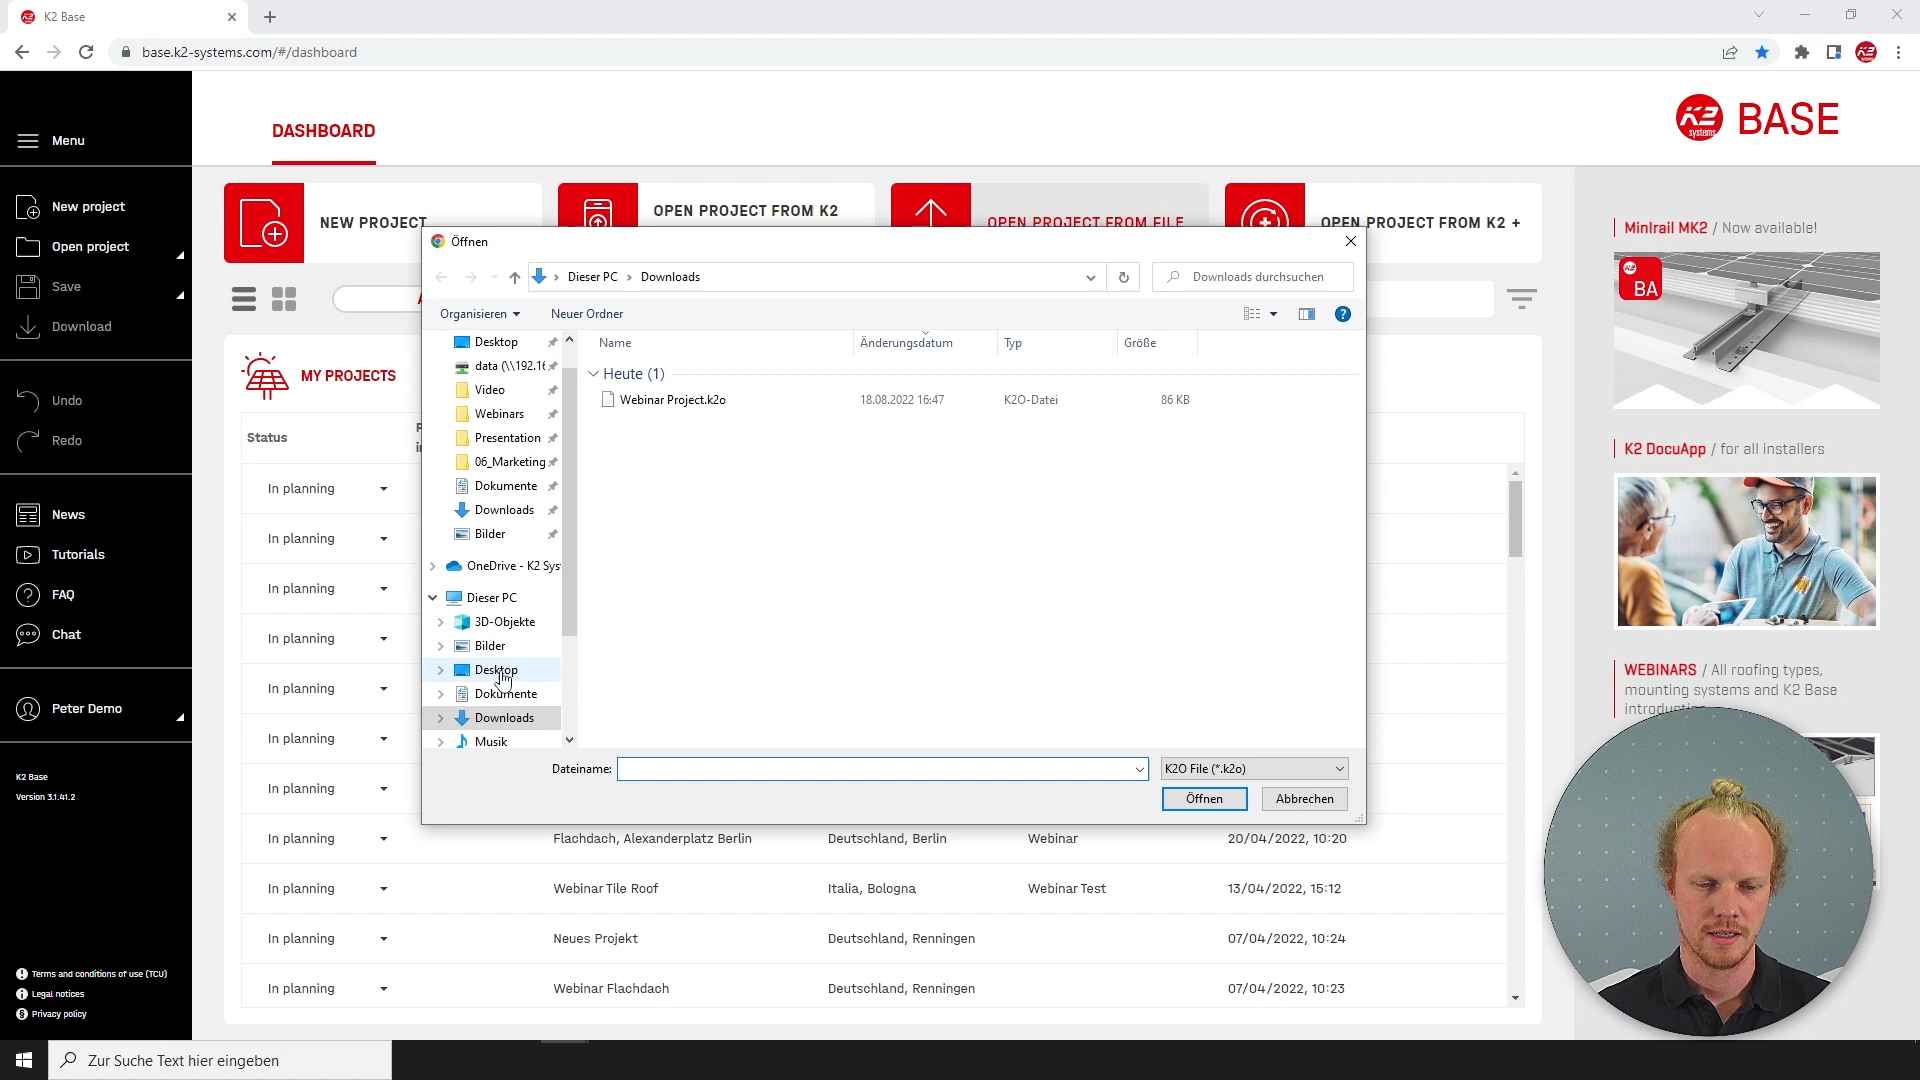 K2 Base
base.k2-systems.com/#/dashboard
Menu
DASHBOARD
K2 systems BASE
New project
Open project
Save
Download
Undo
Redo
News
Tutorials
FAQ
Chat
Peter Demo
K2 Base
Version 3.1.41.2
Terms and conditions of use (TCU)
Legal notices
Privacy policy
NEW PROJECT
OPEN PROJECT FROM K2
OPEN PROJECT FROM FILE
OPEN PROJECT FROM K2 +
MY PROJECTS
Status
In planning
In planning
In planning
In planning
In planning
In planning
In planning
In planning Flachdach, Alexanderplatz Berlin Deutschland, Berlin Webinar 20/04/2022, 10:20
In planning Webinar Tile Roof Italia, Bologna Webinar Test 13/04/2022, 15:12
In planning Neues Projekt Deutschland, Renningen 07/04/2022, 10:24
In planning Webinar Flachdach Deutschland, Renningen 07/04/2022, 10:23
Öffnen
Dieser PC > Downloads
Downloads durchsuchen
Organisieren Neuer Ordner
Desktop
data (\\192.16
Video
Webinars
Presentation
06_Marketing
Dokumente
Downloads
Bilder
OneDrive - K2 Sys
Dieser PC
3D-Objekte
Bilder
Desktop
Dokumente
Downloads
Musik
Name Änderungsdatum Typ Größe
Heute (1)
Webinar Project.k2o 18.08.2022 16:47 K2O-Datei 86 KB
Dateiname:
K2O File (*.k2o)
Öffnen Abbrechen
MiniRail MK2 / Now available!
BA
K2 DocuApp / for all installers
WEBINARS / All roofing types,
mounting systems and K2 Base
Zur Suche Text hier eingeben